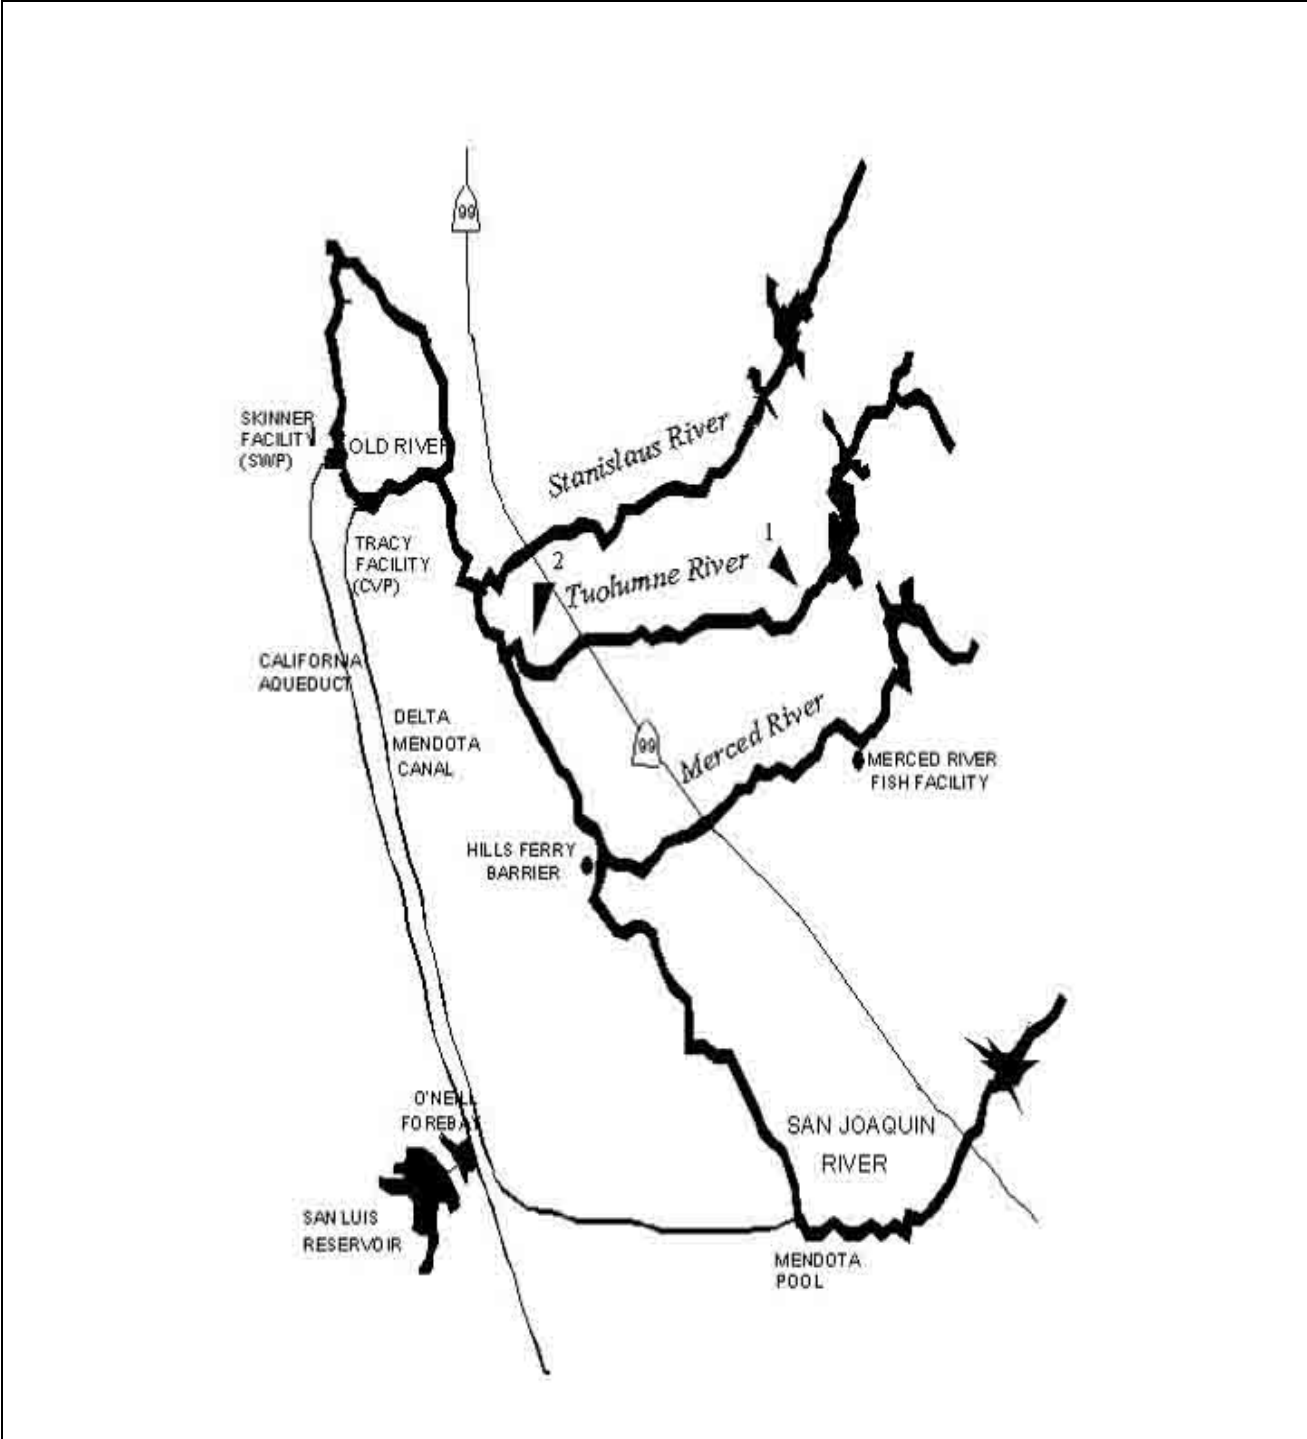 99
SKINNER
FACILITY
(SWP)
OLD RIVER
Stanislaus River
TRACY
FACILITY
(CVP)
2
1
Tuolumne River
CALIFORNIA
AQUEDUCT
DELTA
MENDOTA
CANAL
99
Merced River
MERCED RIVER
FISH FACILITY
HILLS FERRY
BARRIER
O'NEILL
FOREBAY
SAN JOAQUIN
RIVER
SAN LUIS
RESERVOIR
MENDOTA
POOL